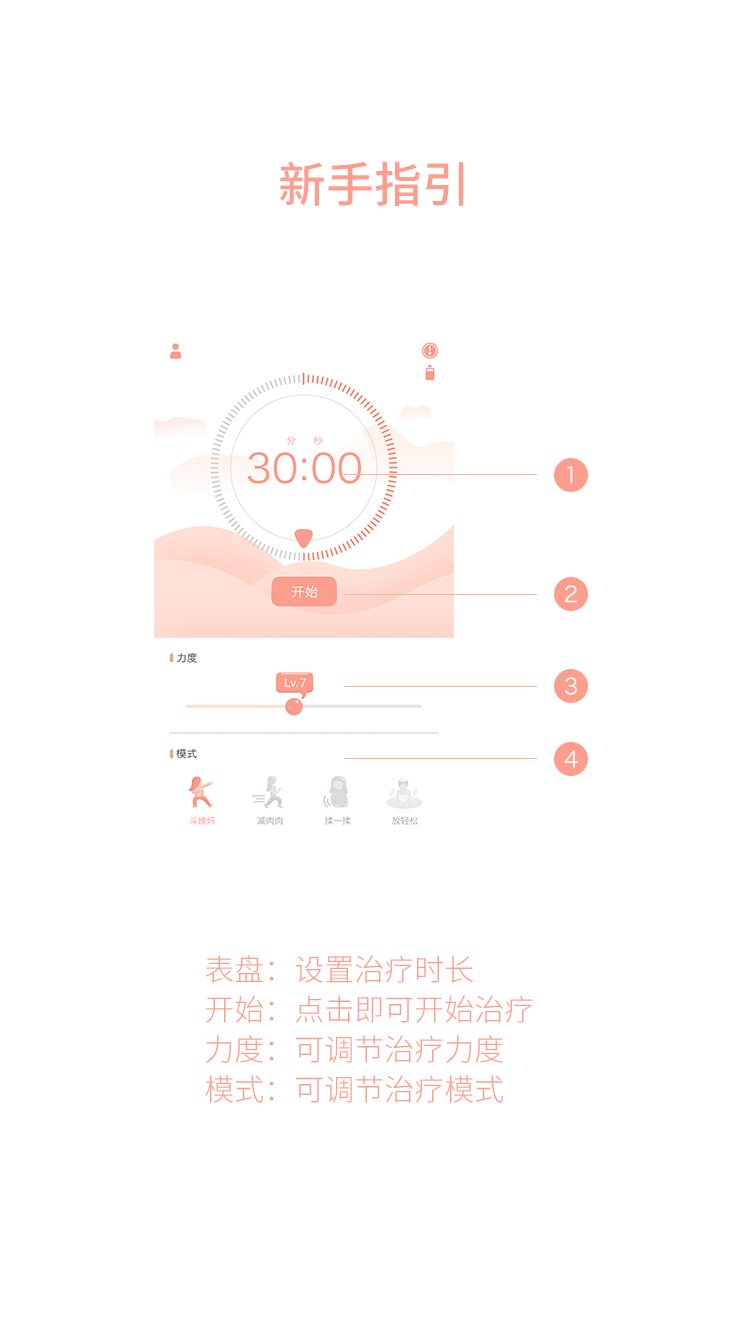 新手指引
分 秒
30:00
1
开始
2
力度
Lv.7
3
模式
4
斗姨妈 减肉肉 揉一揉 放轻松
表盘：设置治疗时长
开始：点击即可开始治疗
力度：可调节治疗力度
模式：可调节治疗模式